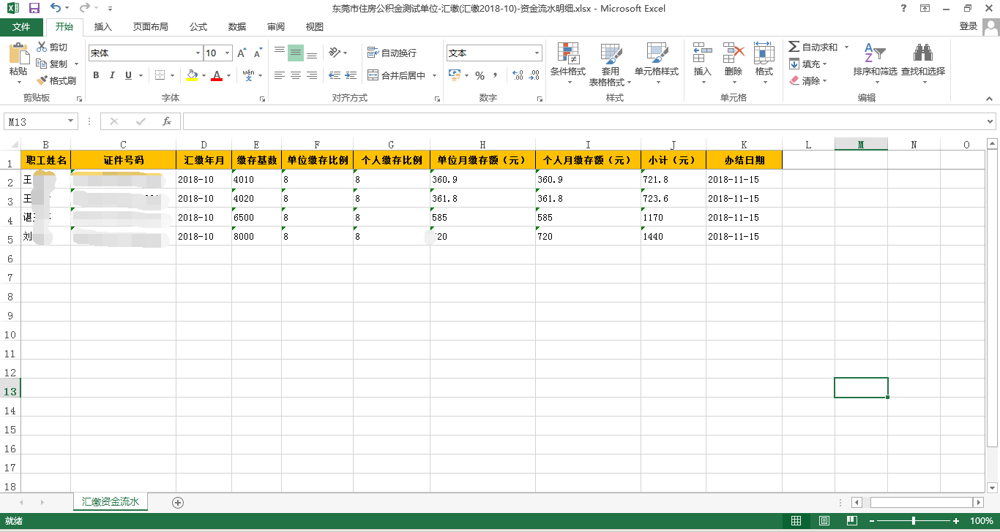 东莞市住房公积金测试单位-汇缴(汇缴2018-10)-资金流水明细.xlsx - Microsoft Excel
文件 开始 插入 页面布局 公式 数据 审阅 视图 登录
剪切 宋体 10 自动换行 文本 自动求和
粘贴 复制 条件格式 套用 单元格样式 插入 删除 格式 填充 排序和筛选 查找和选择
格式刷 B I U wén 变 合并后居中 % 表格格式 清除
剪贴板 字体 对齐方式 数字 样式 单元格 编辑
M13 fx
B C D E F G H I J K L M N O
1 职工姓名 证件号码 汇缴年月 缴存基数 单位缴存比例 个人缴存比例 单位月缴存额（元） 个人月缴存额（元） 小计（元） 办结日期
2 王 2018-10 4010 8 8 360.9 360.9 721.8 2018-11-15
3 王 2018-10 4020 8 8 361.8 361.8 723.6 2018-11-15
4 谌 2018-10 6500 8 8 585 585 1170 2018-11-15
5 刘 2018-10 8000 8 8 20 720 1440 2018-11-15
6
7
8
9
10
11
12
13
14
15
16
17
18
汇缴资金流水
就绪 100%